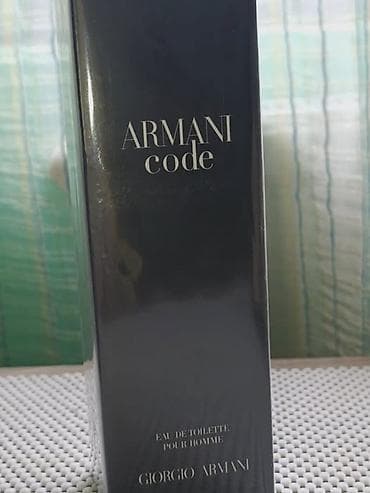 ARMANI
code
EAU DE TOILETTE
POUR HOMME
GIORGIO ARMANI